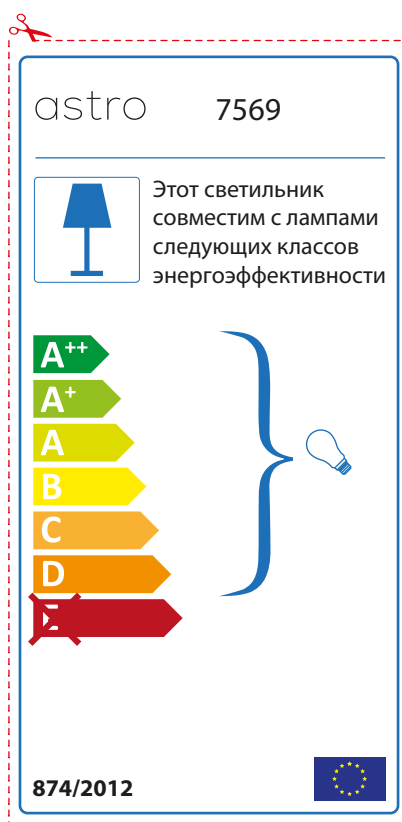 astro 7569
Этот светильник
совместим с лампами
следующих классов
энергоэффективности
A++
A+
A
B
C
D
E
874/2012